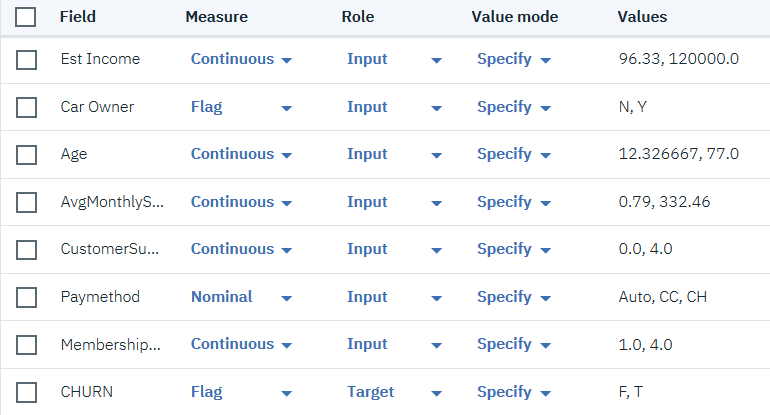 Field Measure Role Value mode Values
Est Income Continuous Input Specify 96.33, 120000.0
Car Owner Flag Input Specify N, Y
Age Continuous Input Specify 12.326667, 77.0
AvgMonthlyS... Continuous Input Specify 0.79, 332.46
CustomerSu... Continuous Input Specify 0.0, 4.0
Paymethod Nominal Input Specify Auto, CC, CH
Membership... Continuous Input Specify 1.0, 4.0
CHURN Flag Target Specify F, T